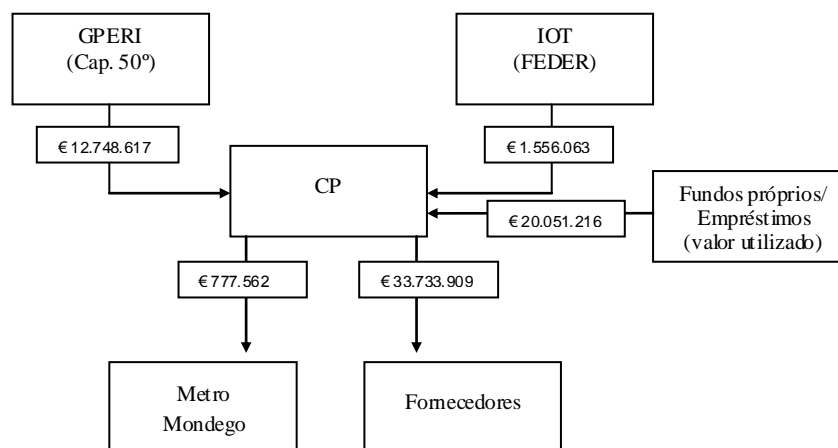 GPERI
(Cap. 50º)
IOT
(FEDER)
€ 12.748.617
€ 1.556.063
CP
Fundos próprios/
Empréstimos
(valor utilizado)
€ 20.051.216
€ 777.562
€ 33.733.909
Metro
Mondego
Fornecedores